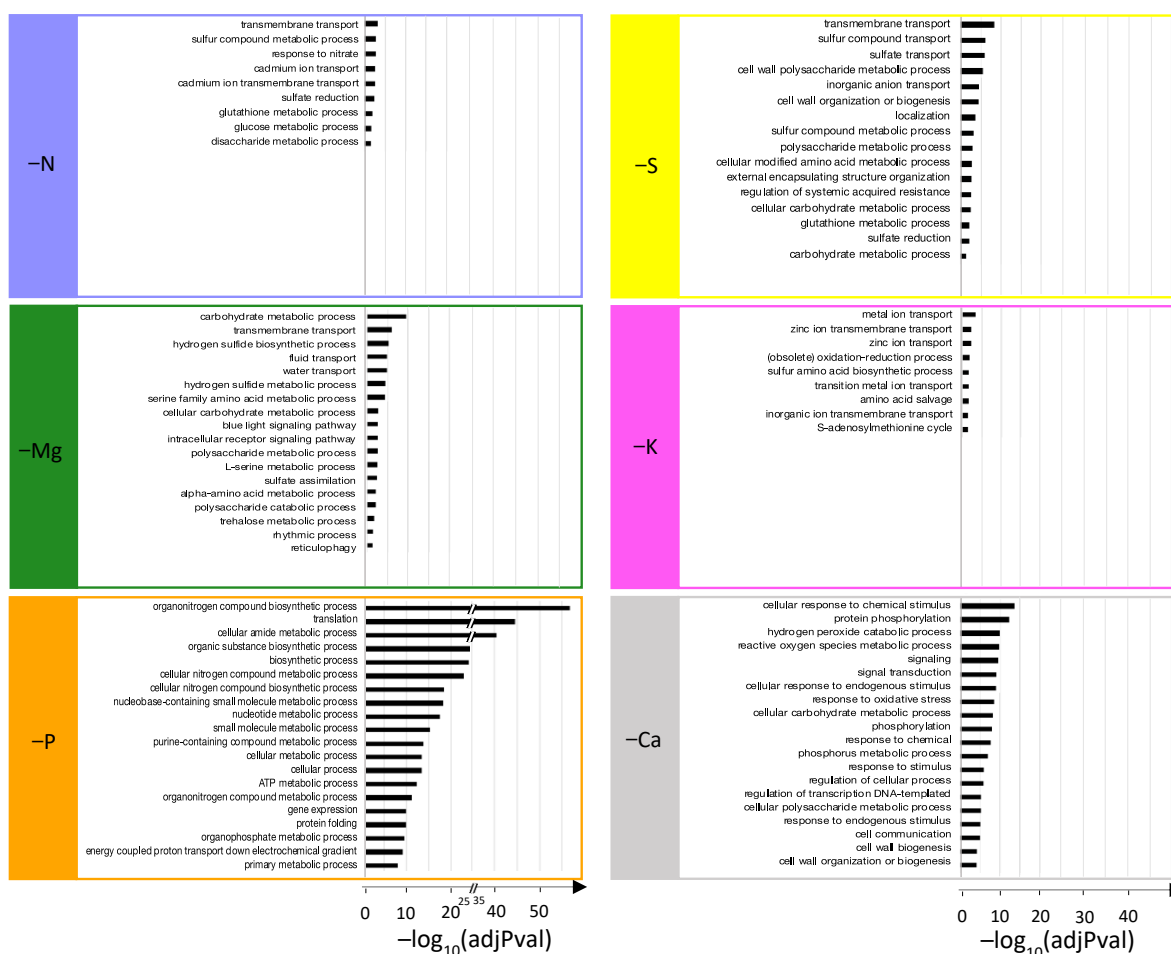 transmembrane transport
sulfur compound metabolic process
response to nitrate
cadmium ion transport
cadmium ion transmembrane transport
sulfate reduction
glutathione metabolic process
glucose metabolic process
disaccharide metabolic process
−N
transmembrane transport
sulfur compound transport
sulfate transport
cell wall polysaccharide metabolic process
inorganic anion transport
cell wall organization or biogenesis
localization
sulfur compound metabolic process
polysaccharide metabolic process
cellular modified amino acid metabolic process
external encapsulating structure organization
regulation of systemic acquired resistance
cellular carbohydrate metabolic process
glutathione metabolic process
sulfate reduction
carbohydrate metabolic process
−S
carbohydrate metabolic process
transmembrane transport
hydrogen sulfide biosynthetic process
fluid transport
water transport
hydrogen sulfide metabolic process
serine family amino acid metabolic process
cellular carbohydrate metabolic process
blue light signaling pathway
intracellular receptor signaling pathway
polysaccharide metabolic process
L−serine metabolic process
sulfate assimilation
alpha−amino acid metabolic process
polysaccharide catabolic process
trehalose metabolic process
rhythmic process
reticulophagy
−Mg
metal ion transport
zinc ion transmembrane transport
zinc ion transport
(obsolete) oxidation−reduction process
sulfur amino acid biosynthetic process
transition metal ion transport
amino acid salvage
inorganic ion transmembrane transport
S−adenosylmethionine cycle
−K
organonitrogen compound biosynthetic process
translation
cellular amide metabolic process
organic substance biosynthetic process
biosynthetic process
cellular nitrogen compound metabolic process
cellular nitrogen compound biosynthetic process
nucleobase-containing small molecule metabolic process
nucleotide metabolic process
small molecule metabolic process
purine-containing compound metabolic process
cellular metabolic process
cellular process
ATP metabolic process
organonitrogen compound metabolic process
gene expression
protein folding
organophosphate metabolic process
energy coupled proton transport down electrochemical gradient
primary metabolic process
−P
cellular response to chemical stimulus
protein phosphorylation
hydrogen peroxide catabolic process
reactive oxygen species metabolic process
signaling
signal transduction
cellular response to endogenous stimulus
response to oxidative stress
cellular carbohydrate metabolic process
phosphorylation
response to chemical
phosphorus metabolic process
response to stimulus
regulation of cellular process
regulation of transcription DNA-templated
cellular polysaccharide metabolic process
response to endogenous stimulus
cell communication
cell wall biogenesis
cell wall organization or biogenesis
−Ca
0 10 20 25 35 40 50
−log10(adjPval)
0 10 20 30 40
−log10(adjPval)